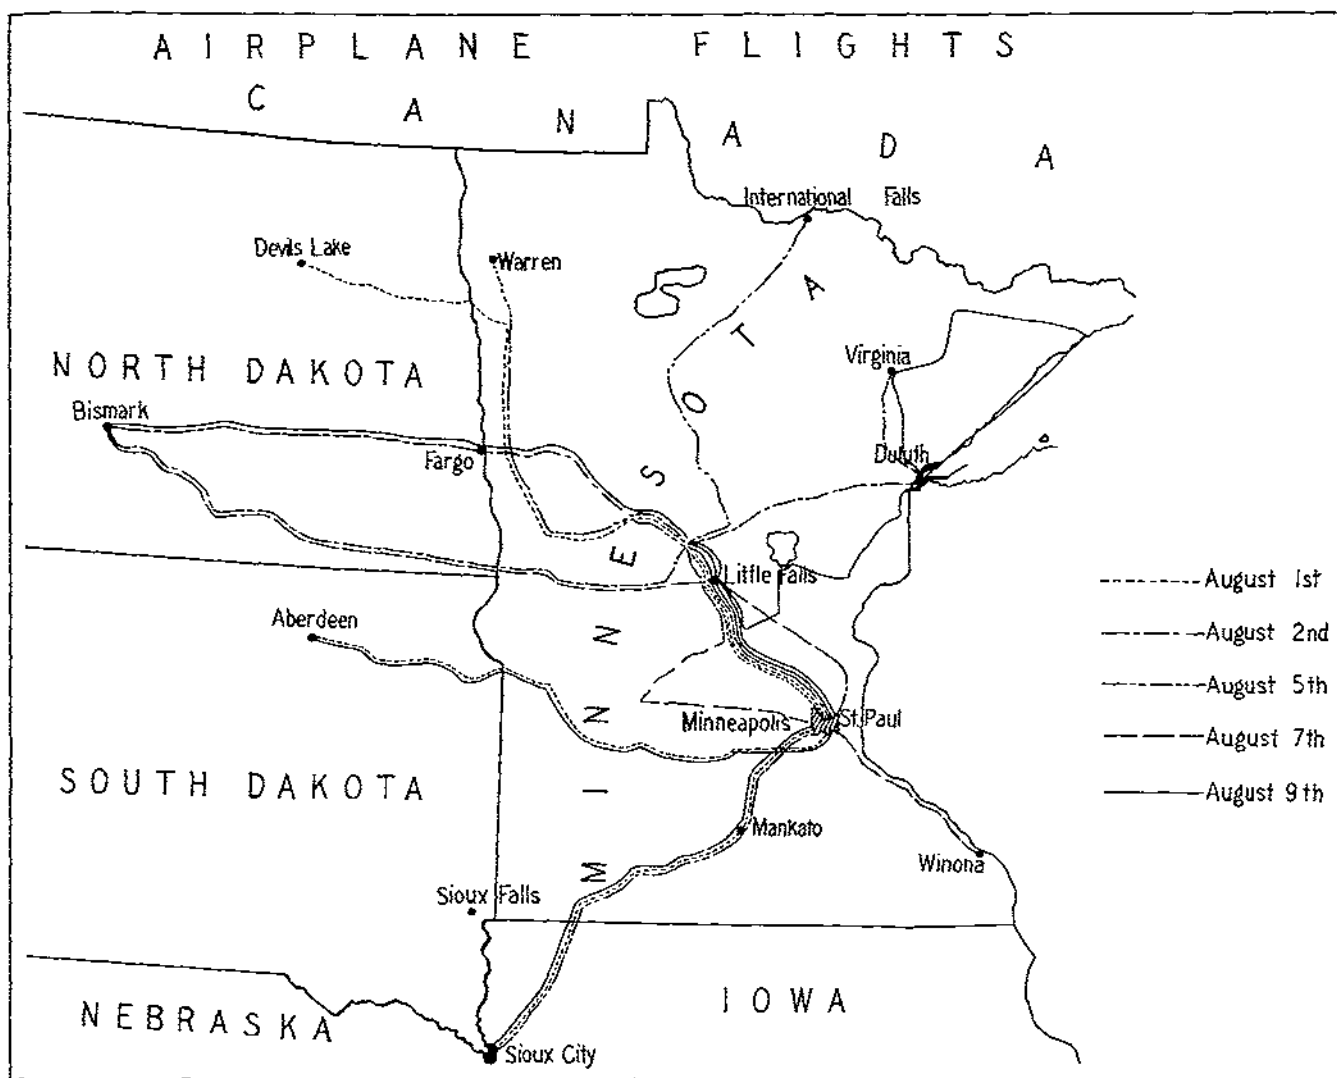 AIRPLANE FLIGHTS
CANADA
International Falls
Devils Lake
Warren
NORTH DAKOTA
Virginia
Bismark
Fargo
Duluth
Little Falls
Aberdeen
MINNESOTA
Minneapolis
St. Paul
SOUTH DAKOTA
Mankato
Winona
Sioux Falls
IOWA
NEBRASKA
Sioux City
August 1st
August 2nd
August 5th
August 7th
August 9th